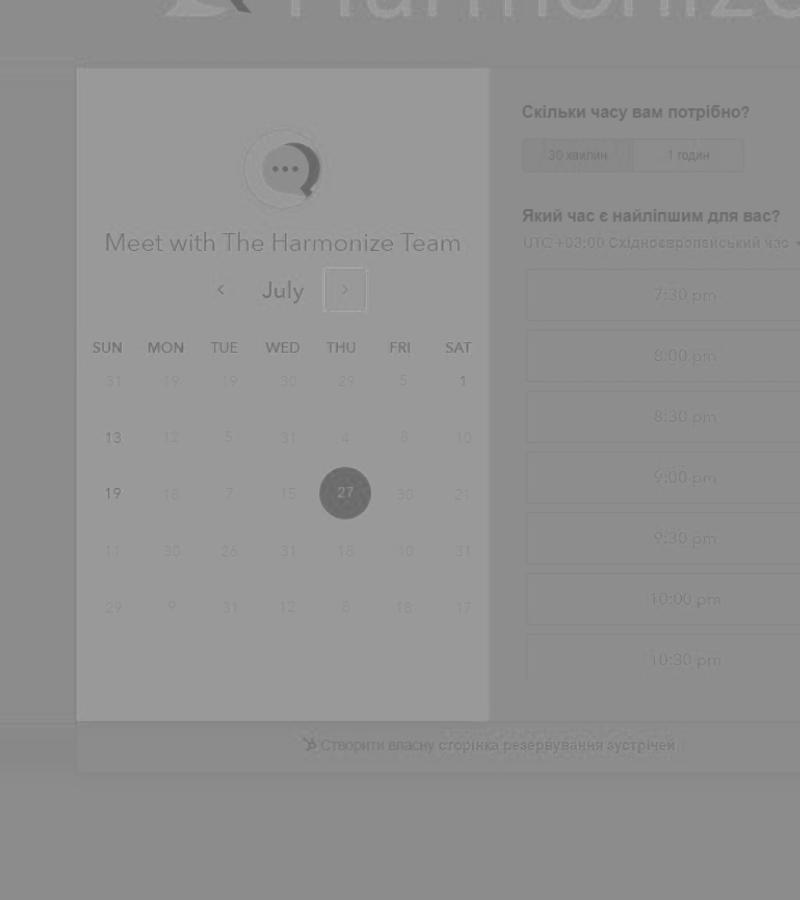 Harmonize
Скільки часу вам потрібно?
30 хвилин 1 годин
Meet with The Harmonize Team
Який час є найліпшим для вас?
UTC +03:00 Східноєвропейський час
July
7:30 pm
SUN MON TUE WED THU FRI SAT
8:00 pm
31 19 19 30 29 5 1
8:30 pm
13 12 5 31 4 8 10
9:00 pm
19 18 7 15 27 30 21
9:30 pm
11 30 26 31 18 10 31
10:00 pm
29 9 31 12 8 18 17
10:30 pm
Створити власну сторінка резервування зустрічей